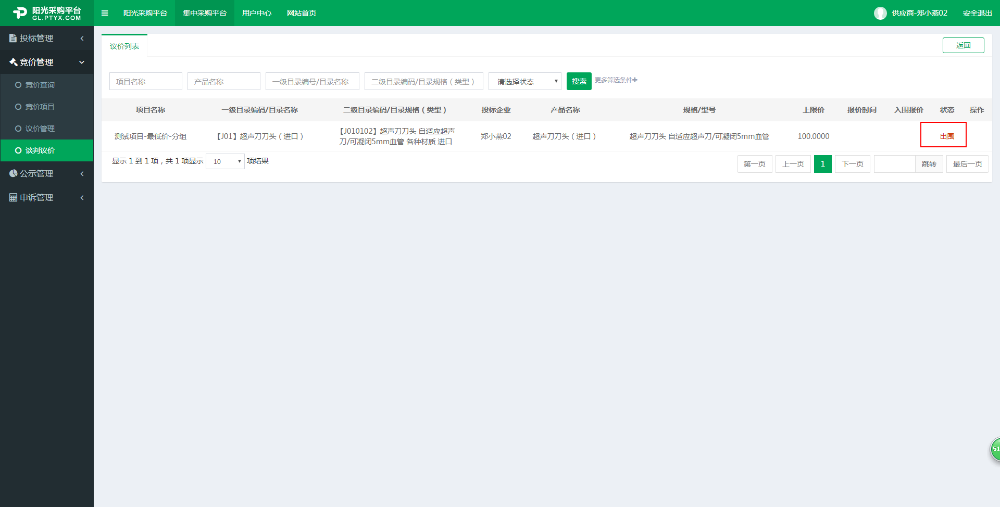 阳光采购平台
GL.PTYX.COM
阳光采购平台 集中采购平台 用户中心 网站首页
供应商-郑小燕02 安全退出
投标管理
竞价管理
竞价查询
竞价项目
议价管理
谈判议价
公示管理
申诉管理
议价列表
返回
项目名称 产品名称 一级目录编号/目录名称 二级目录编码/目录规格（类型） 请选择状态 搜索 更多筛选条件
项目名称 一级目录编码/目录名称 二级目录编码/目录规格（类型） 投标企业 产品名称 规格/型号 上限价 报价时间 入围报价 状态 操作
测试项目-最低价-分组 【J01】超声刀刀头（进口） 【J010102】超声刀刀头 自适应超声
刀/可凝闭5mm血管 各种材质 进口 郑小燕02 超声刀刀头（进口） 超声刀刀头 自适应超声刀/可凝闭5mm血管 100.0000 出围
显示 1 到 1 项，共 1 项显示 10 项结果
第一页 上一页 1 下一页 跳转 最后一页
51